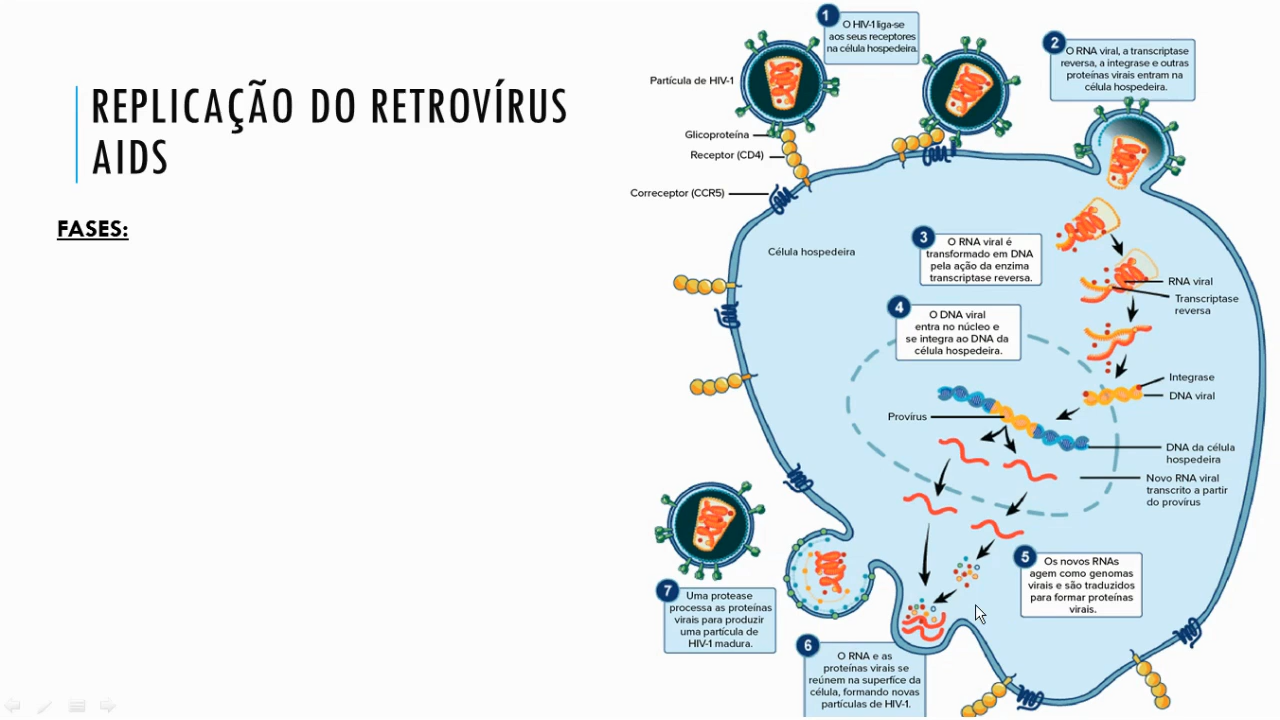 REPLICAÇÃO DO RETROVÍRUS
AIDS
FASES:
1
O HIV-1 liga-se
aos seus receptores
na célula hospedeira.
2
O RNA viral, a transcriptase
reversa, a integrase e outras
proteínas virais entram na
célula hospedeira.
Partícula de HIV-1
Glicoproteína
Receptor (CD4)
Correceptor (CCR5)
Célula hospedeira
3
O RNA viral é
transformado em DNA
pela ação da enzima
transcriptase reversa.
RNA viral
Transcriptase
reversa
4
O DNA viral
entra no núcleo e
se integra ao DNA da
célula hospedeira.
Integrase
DNA viral
Provírus
DNA da célula
hospedeira
Novo RNA viral
transcrito a partir
do provírus
5
Os novos RNAs
agem como genomas
virais e são traduzidos
para formar proteínas
virais.
6
O RNA e as
proteínas virais se
reúnem na superfíce da
célula, formando novas
partículas de HIV-1.
7
Uma protease
processa as proteínas
virais para produzir
uma partícula de
HIV-1 madura.